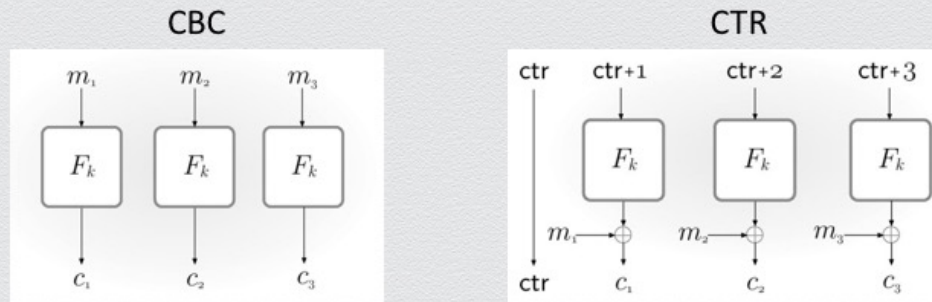 CBC
m₁ m₂ m₃
Fₖ Fₖ Fₖ
c₁ c₂ c₃
CTR
ctr ctr+1 ctr+2 ctr+3
Fₖ Fₖ Fₖ
m₁ m₂ m₃
ctr c₁ c₂ c₃